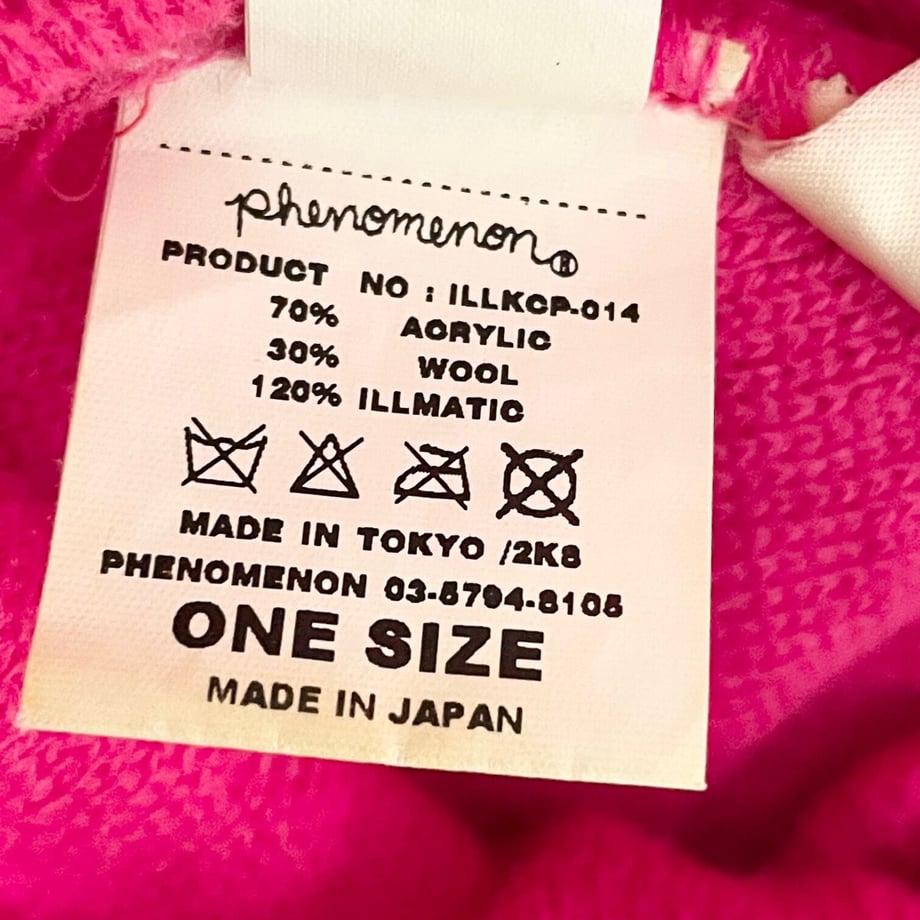 phenomenon®
PRODUCT NO : ILLKCP-014
70% ACRYLIC
30% WOOL
120% ILLMATIC
MADE IN TOKYO /2K8
PHENOMENON 03-5794-8105
ONE SIZE
MADE IN JAPAN